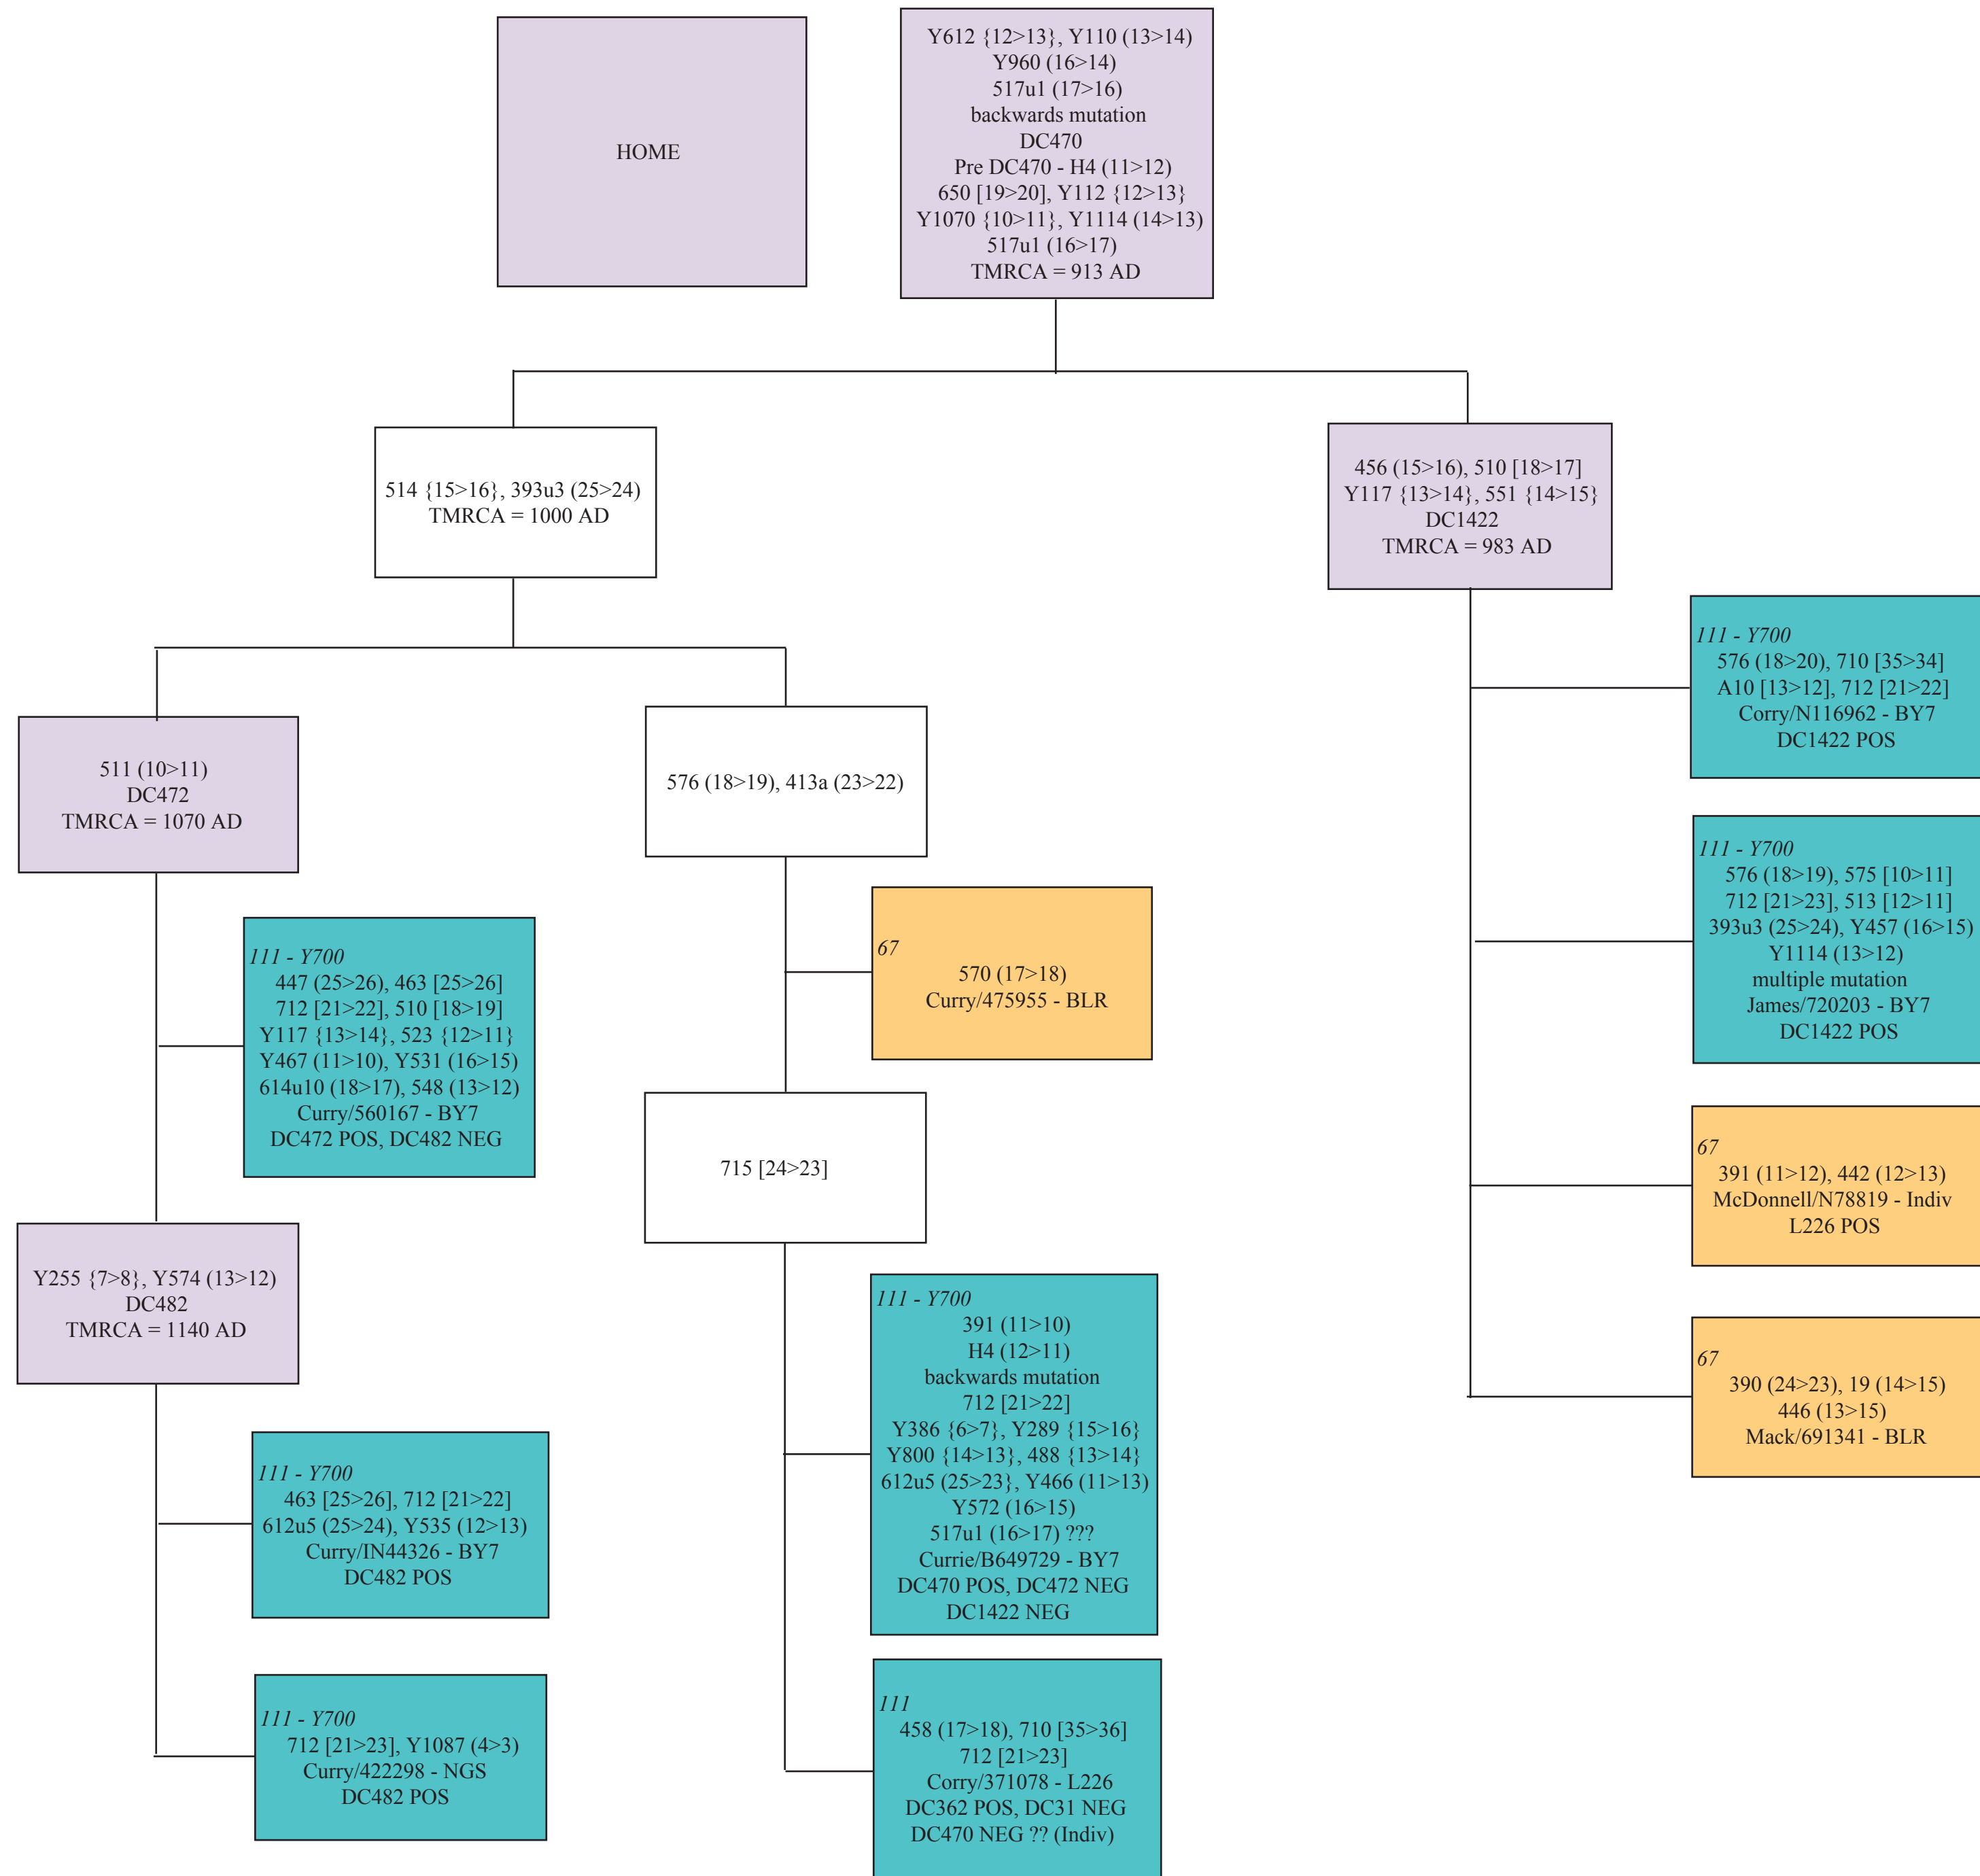 HOME
Y612 {12>13}, Y110 (13>14)
Y960 (16>14)
517u1 (17>16)
backwards mutation
DC470
Pre DC470 - H4 (11>12)
650 [19>20], Y112 {12>13}
Y1070 {10>11}, Y1114 (14>13)
517u1 (16>17)
TMRCA = 913 AD
514 {15>16}, 393u3 (25>24)
TMRCA = 1000 AD
456 (15>16), 510 [18>17]
Y117 {13>14}, 551 {14>15}
DC1422
TMRCA = 983 AD
511 (10>11)
DC472
TMRCA = 1070 AD
576 (18>19), 413a (23>22)
111 - Y700
576 (18>20), 710 [35>34]
A10 [13>12], 712 [21>22]
Corry/N116962 - BY7
DC1422 POS
111 - Y700
576 (18>19), 575 [10>11]
712 [21>23], 513 [12>11]
393u3 (25>24), Y457 (16>15)
Y1114 (13>12)
multiple mutation
James/720203 - BY7
DC1422 POS
111 - Y700
447 (25>26), 463 [25>26]
712 [21>22], 510 [18>19]
Y117 {13>14}, 523 {12>11}
Y467 (11>10), Y531 (16>15)
614u10 (18>17), 548 (13>12)
Curry/560167 - BY7
DC472 POS, DC482 NEG
67
570 (17>18)
Curry/475955 - BLR
715 [24>23]
67
391 (11>12), 442 (12>13)
McDonnell/N78819 - Indiv
L226 POS
Y255 {7>8}, Y574 (13>12)
DC482
TMRCA = 1140 AD
111 - Y700
391 (11>10)
H4 (12>11)
backwards mutation
712 [21>22]
Y386 {6>7}, Y289 {15>16}
Y800 {14>13}, 488 {13>14}
612u5 (25>23}, Y466 (11>13)
Y572 (16>15)
517u1 (16>17) ???
Currie/B649729 - BY7
DC470 POS, DC472 NEG
DC1422 NEG
67
390 (24>23), 19 (14>15)
446 (13>15)
Mack/691341 - BLR
111 - Y700
463 [25>26], 712 [21>22]
612u5 (25>24), Y535 (12>13)
Curry/IN44326 - BY7
DC482 POS
111 - Y700
712 [21>23], Y1087 (4>3)
Curry/422298 - NGS
DC482 POS
111
458 (17>18), 710 [35>36]
712 [21>23]
Corry/371078 - L226
DC362 POS, DC31 NEG
DC470 NEG ?? (Indiv)